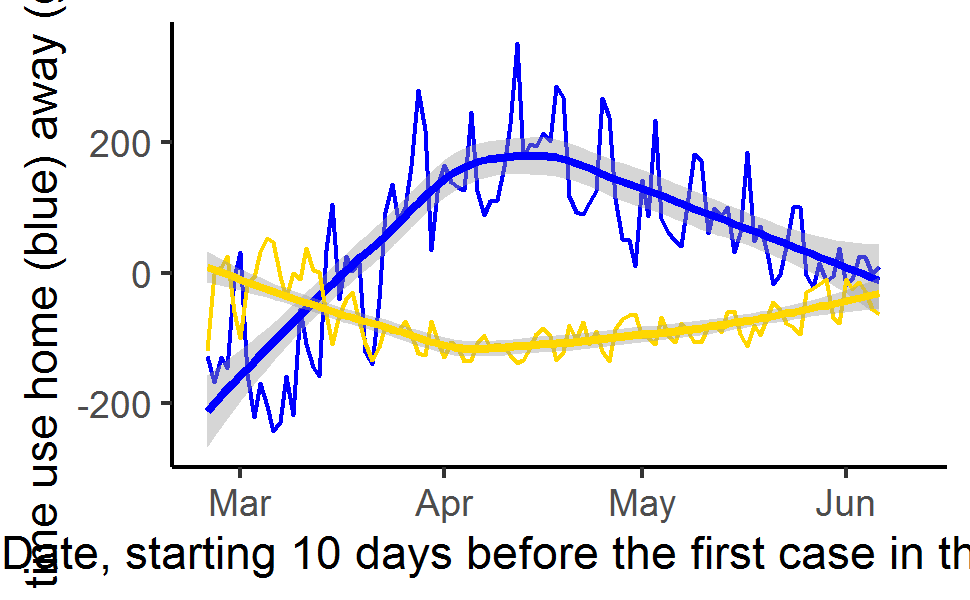 time use home (blue) away (
200
0
-200
Mar Apr May Jun
Date, starting 10 days before the first case in th